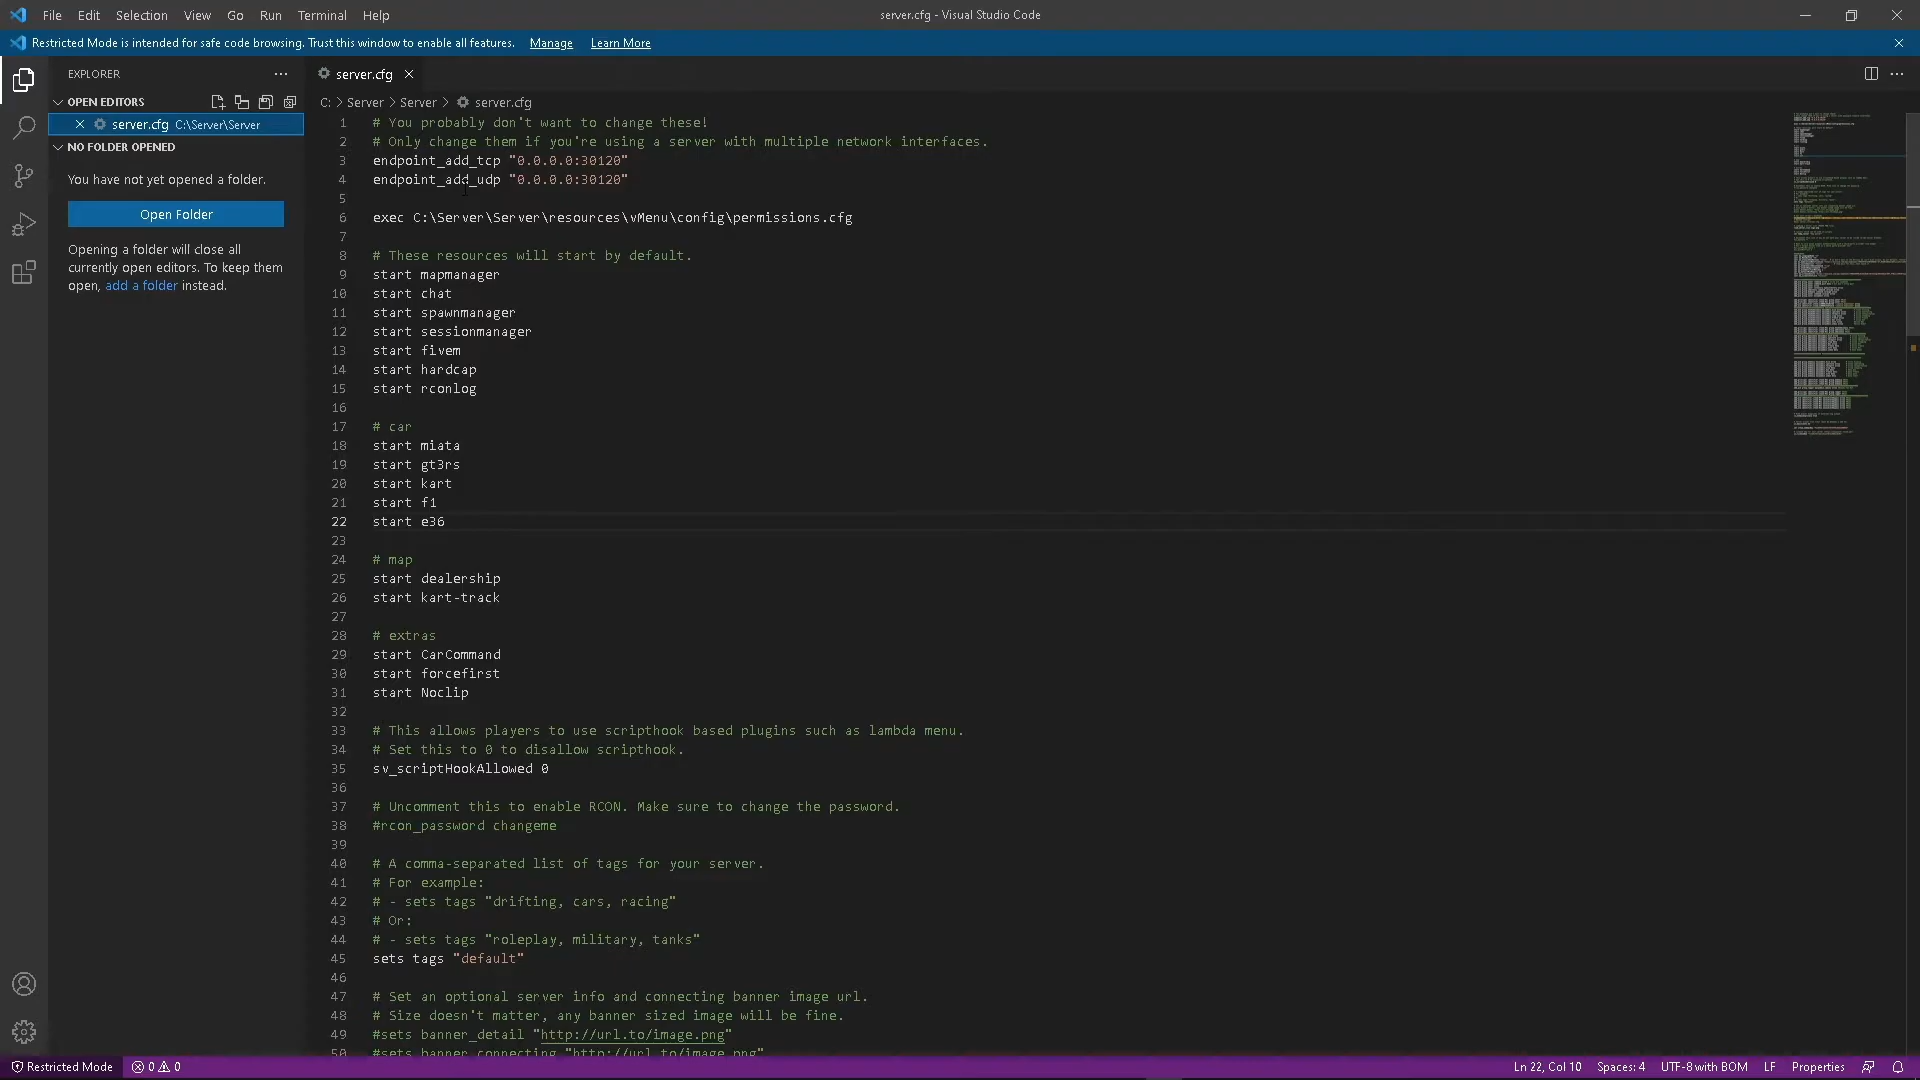 File Edit Selection View Go Run Terminal Help
server.cfg - Visual Studio Code
Restricted Mode is intended for safe code browsing. Trust this window to enable all features. Manage Learn More
EXPLORER
OPEN EDITORS
server.cfg C:\Server\Server
NO FOLDER OPENED
You have not yet opened a folder.
Open Folder
Opening a folder will close all
currently open editors. To keep them
open, add a folder instead.
server.cfg
C: > Server > Server > server.cfg
1 # You probably don't want to change these!
2 # Only change them if you're using a server with multiple network interfaces.
3 endpoint_add_tcp "0.0.0.0:30120"
4 endpoint_add_udp "0.0.0.0:30120"
5
6 exec C:\Server\Server\resources\vMenu\config\permissions.cfg
7
8 # These resources will start by default.
9 start mapmanager
10 start chat
11 start spawnmanager
12 start sessionmanager
13 start fivem
14 start hardcap
15 start rconlog
16
17 # car
18 start miata
19 start gt3rs
20 start kart
21 start f1
22 start e36
23
24 # map
25 start dealership
26 start kart-track
27
28 # extras
29 start CarCommand
30 start forcefirst
31 start Noclip
32
33 # This allows players to use scripthook based plugins such as lambda menu.
34 # Set this to 0 to disallow scripthook.
35 sv_scriptHookAllowed 0
36
37 # Uncomment this to enable RCON. Make sure to change the password.
38 #rcon_password changeme
39
40 # A comma-separated list of tags for your server.
41 # For example:
42 # - sets tags "drifting, cars, racing"
43 # Or:
44 # - sets tags "roleplay, military, tanks"
45 sets tags "default"
46
47 # Set an optional server info and connecting banner image url.
48 # Size doesn't matter, any banner sized image will be fine.
49 #sets banner_detail "http://url.to/image.png"
50 #sets banner_connecting "http://url.to/image.png"
Restricted Mode 0 0
Ln 22, Col 10 Spaces: 4 UTF-8 with BOM LF Properties